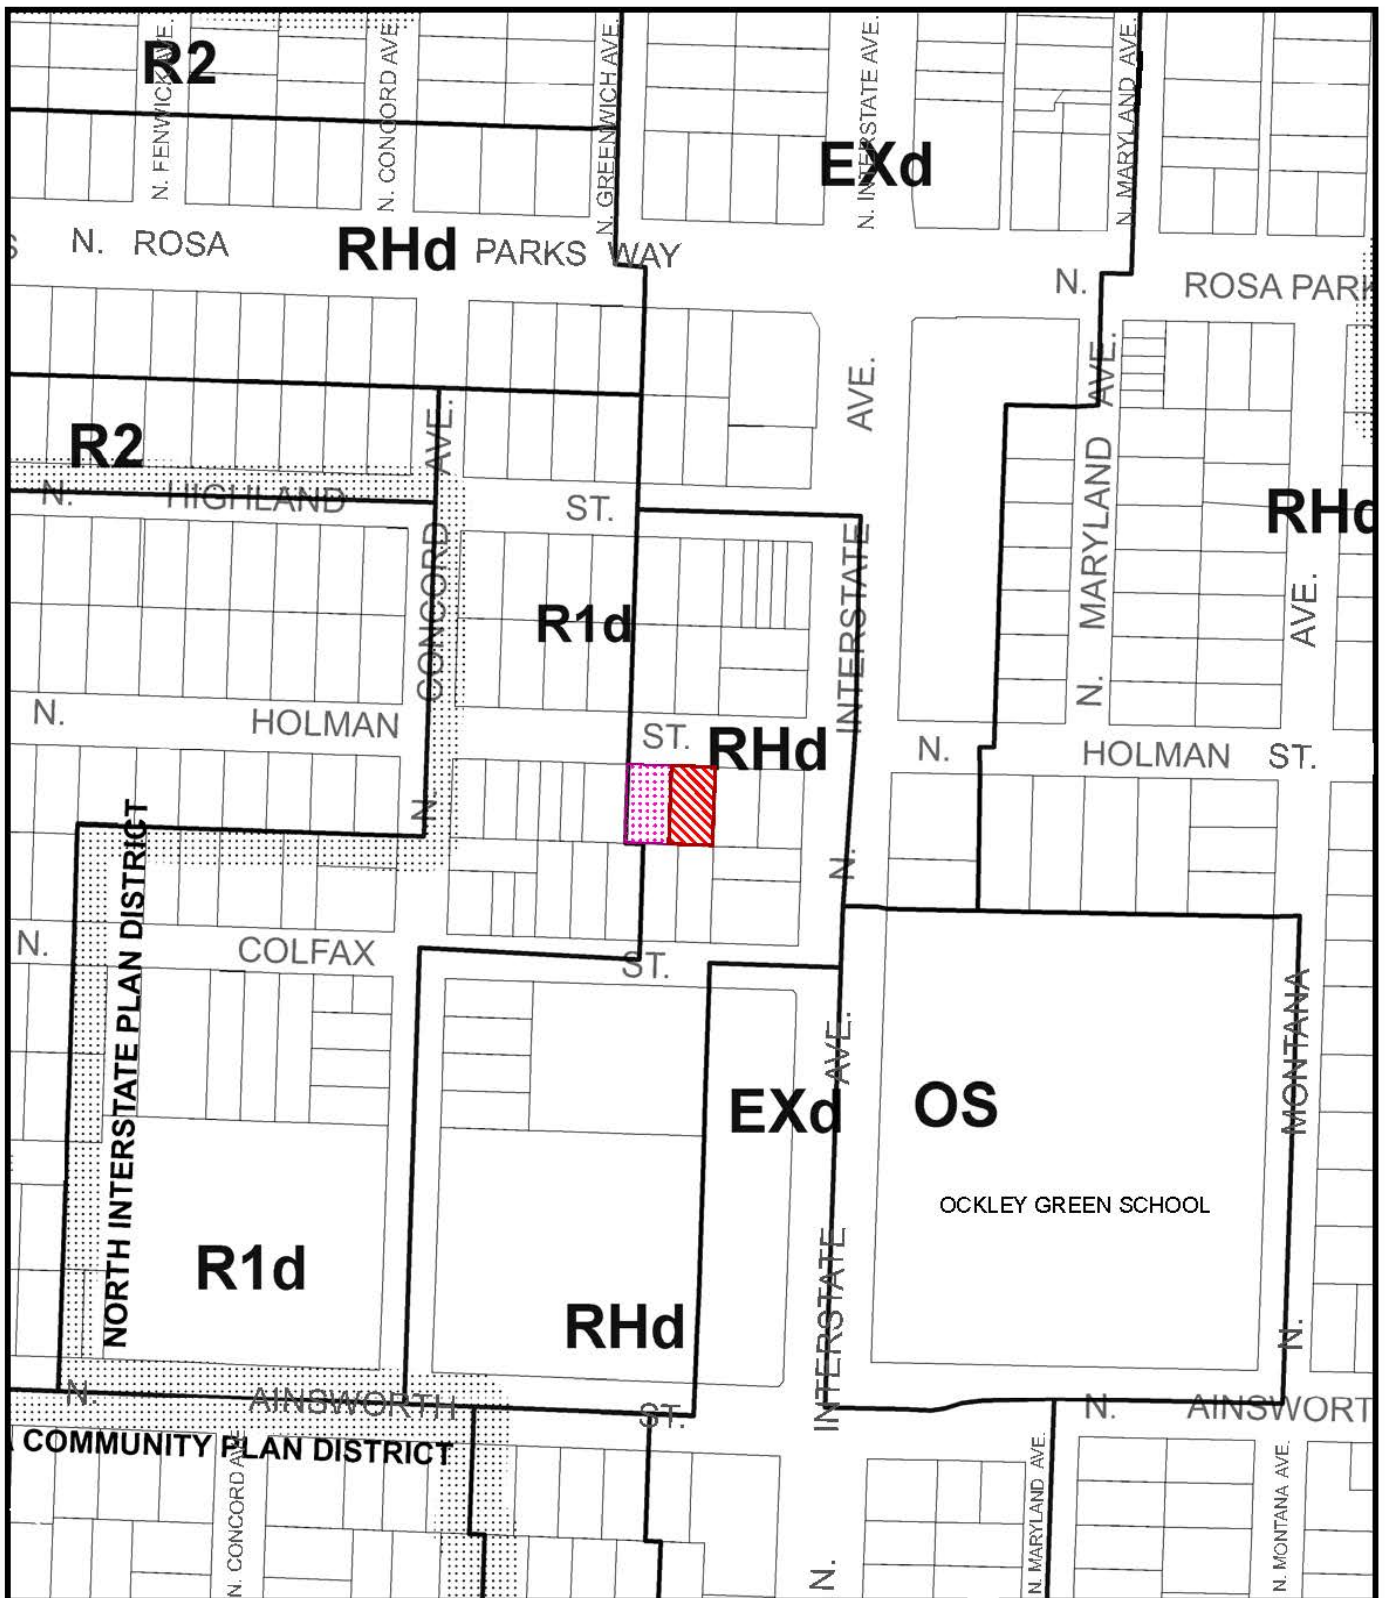 R2
N. FENWICK AVE.
N. CONCORD AVE.
N. GREENWICH AVE.
N. INTERSTATE AVE.
N. MARYLAND AVE.
EXd
S N. ROSA
RHd
PARKS WAY
N. ROSA PARK
R2
N. HIGHLAND ST.
N. CONCORD AVE.
AVE.
N. INTERSTATE
N. MARYLAND AVE.
RHd
AVE.
R1d
N. HOLMAN ST.
RHd
N. HOLMAN ST.
NORTH INTERSTATE PLAN DISTRICT
N. COLFAX ST.
EXd
OS
OCKLEY GREEN SCHOOL
N. MONTANA
R1d
RHd
INTERSTATE AVE.
N. AINSWORTH ST.
N. AINSWORT
COMMUNITY PLAN DISTRICT
N. CONCORD AVE.
N.
N. MARYLAND AVE.
N. MONTANA AVE.